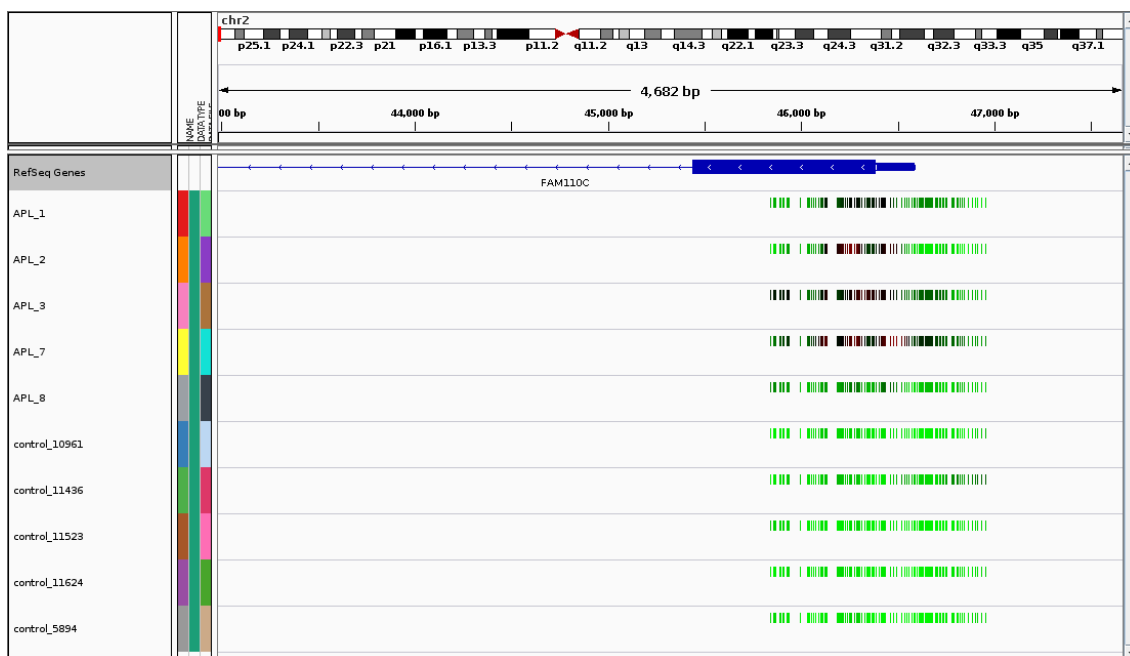 chr2
p25.1 p24.1 p22.3 p21 p16.1 p13.3 p11.2 q11.2 q13 q14.3 q22.1 q23.3 q24.3 q31.2 q32.3 q33.3 q35 q37.1
4,682 bp
00 bp 44,000 bp 45,000 bp 46,000 bp 47,000 bp
NAME
DATA TYPE
DATA FILE
RefSeq Genes
FAM110C
APL_1
APL_2
APL_3
APL_7
APL_8
control_10961
control_11436
control_11523
control_11624
control_5894